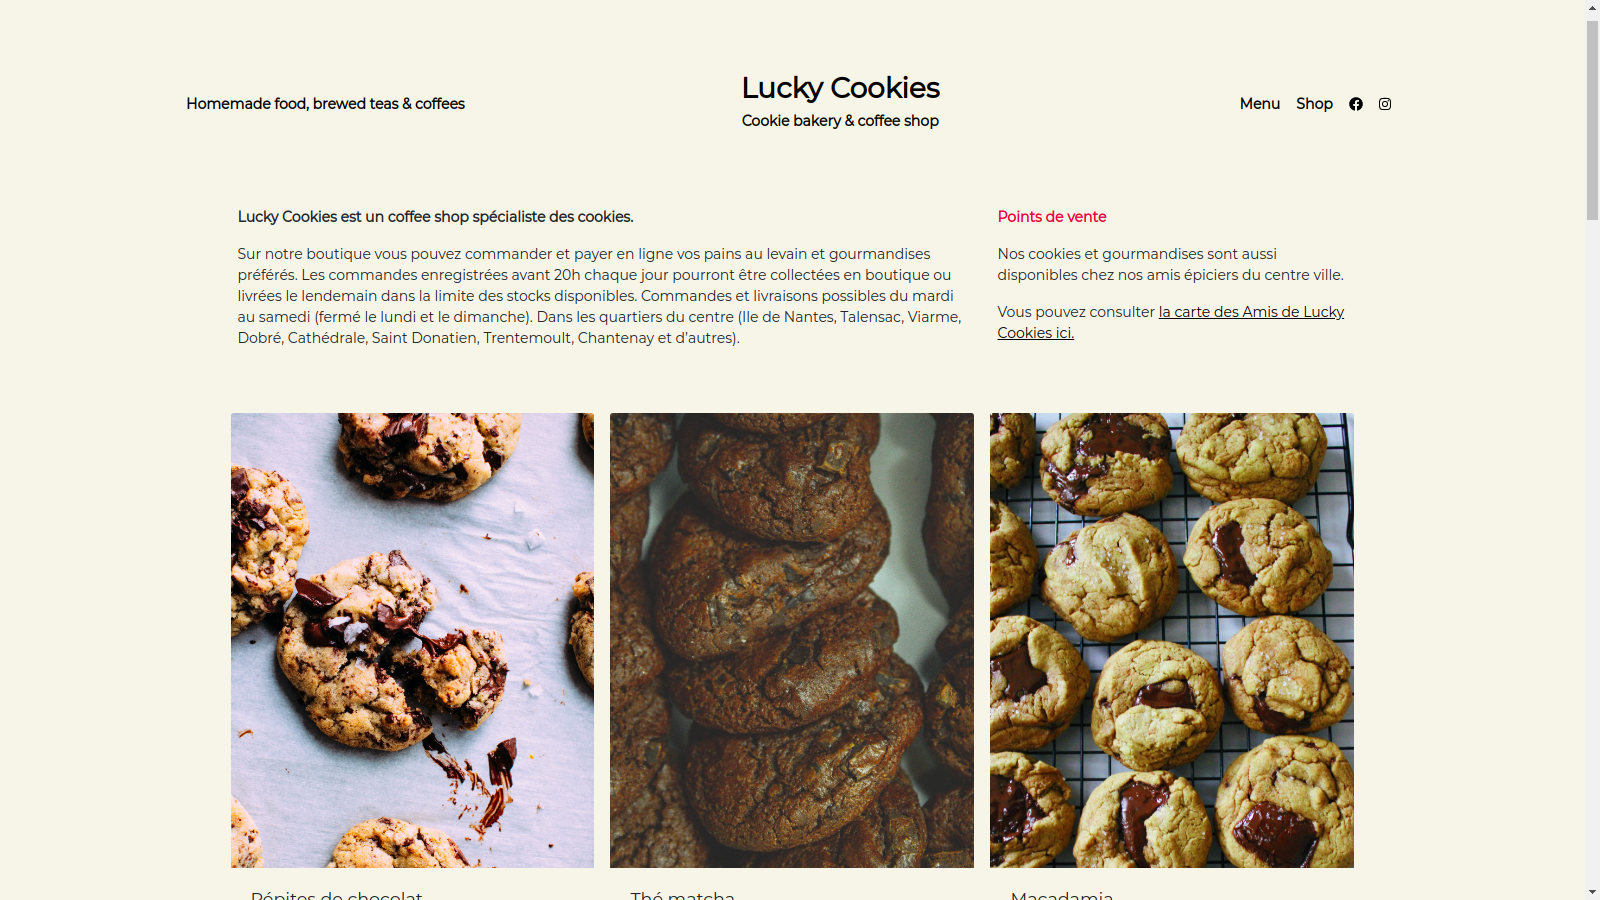 Homemade food, brewed teas & coffees
Lucky Cookies
Cookie bakery & coffee shop
Menu
Shop
Lucky Cookies est un coffee shop spécialiste des cookies.
Sur notre boutique vous pouvez commander et payer en ligne vos pains au levain et gourmandises
préférés. Les commandes enregistrées avant 20h chaque jour pourront être collectées en boutique ou
livrées le lendemain dans la limite des stocks disponibles. Commandes et livraisons possibles du mardi
au samedi (fermé le lundi et le dimanche). Dans les quartiers du centre (Ile de Nantes, Talensac, Viarme,
Dobré, Cathédrale, Saint Donatien, Trentemoult, Chantenay et d’autres).
Points de vente
Nos cookies et gourmandises sont aussi
disponibles chez nos amis épiciers du centre ville.
Vous pouvez consulter la carte des Amis de Lucky
Cookies ici.
Pépites de chocolat
Thé matcha
Macadamia